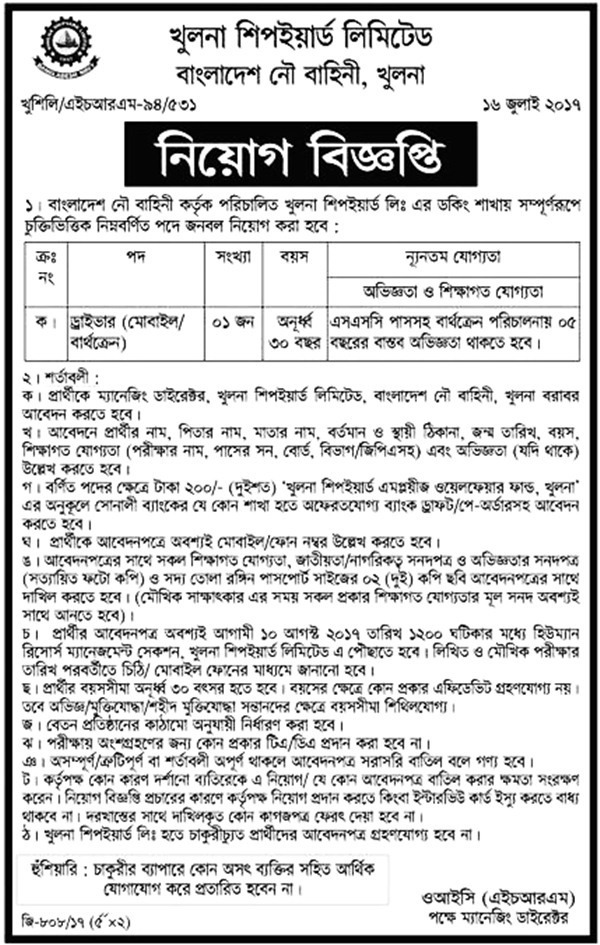 খুলনা শিপইয়ার্ড লিমিটেড
বাংলাদেশ নৌ বাহিনী, খুলনা
খুশিলি/এইচআরএম-৯৪/৫৩১ ১৬ জুলাই ২০১৭
নিয়োগ বিজ্ঞপ্তি
১। বাংলাদেশ নৌ বাহিনী কর্তৃক পরিচালিত খুলনা শিপইয়ার্ড লিঃ এর ডকিং শাখায় সম্পূর্ণরূপে
চুক্তিভিত্তিক নিম্নবর্ণিত পদে জনবল নিয়োগ করা হবে :
ক্রঃ নং পদ সংখ্যা বয়স ন্যূনতম যোগ্যতা
অভিজ্ঞতা ও শিক্ষাগত যোগ্যতা
ক। ড্রাইভার (মোবাইল/ ০১ জন অনূর্ধ্ব এসএসসি পাসসহ বার্থক্রেন পরিচালনায় ০৫
বার্থক্রেন) ৩০ বছর বছরের বাস্তব অভিজ্ঞতা থাকতে হবে।
২। শর্তাবলী :
ক। প্রার্থীকে ম্যানেজিং ডাইরেক্টর, খুলনা শিপইয়ার্ড লিমিটেড, বাংলাদেশ নৌ বাহিনী, খুলনা বরাবর
আবেদন করতে হবে।
খ। আবেদনে প্রার্থীর নাম, পিতার নাম, মাতার নাম, বর্তমান ও স্থায়ী ঠিকানা, জন্ম তারিখ, বয়স,
শিক্ষাগত যোগ্যতা (পরীক্ষার নাম, পাসের সন, বোর্ড, বিভাগ/জিপিএসহ) এবং অভিজ্ঞতা (যদি থাকে)
উল্লেখ করতে হবে।
গ। বর্ণিত পদের ক্ষেত্রে টাকা ২০০/- (দুইশত) ‘খুলনা শিপইয়ার্ড এমপ্লয়ীজ ওয়েলফেয়ার ফান্ড, খুলনা’
এর অনুকূলে সোনালী ব্যাংকের যে কোন শাখা হতে অফেরতযোগ্য ব্যাংক ড্রাফট/পে-অর্ডারসহ আবেদন
করতে হবে।
ঘ। প্রার্থীকে আবেদনপত্রে অবশ্যই মোবাইল/ফোন নম্বর উল্লেখ করতে হবে।
ঙ। আবেদনপত্রের সাথে সকল শিক্ষাগত যোগ্যতা, জাতীয়তা/নাগরিকত্ব সনদপত্র ও অভিজ্ঞতার সনদপত্র
(সত্যায়িত ফটো কপি) ও সদ্য তোলা রঙ্গিন পাসপোর্ট সাইজের ০২ (দুই) কপি ছবি আবেদনপত্রের সাথে
দাখিল করতে হবে। (মৌখিক সাক্ষাৎকার এর সময় সকল প্রকার শিক্ষাগত যোগ্যতার মূল সনদ অবশ্যই
সাথে আনতে হবে)।
চ। প্রার্থীর আবেদনপত্র অবশ্যই আগামী ১০ আগস্ট ২০১৭ তারিখ ১২০০ ঘটিকার মধ্যে হিউম্যান
রিসোর্স ম্যানেজমেন্ট সেকশন, খুলনা শিপইয়ার্ড লিমিটেড এ পৌছাতে হবে। লিখিত ও মৌখিক পরীক্ষার
তারিখ পরবর্তীতে চিঠি/ মোবাইল ফোনের মাধ্যমে জানানো হবে।
ছ। প্রার্থীর বয়সসীমা অনূর্ধ্ব ৩০ বৎসর হতে হবে। বয়সের ক্ষেত্রে কোন প্রকার এফিডেভিট গ্রহণযোগ্য নয়।
তবে অভিজ্ঞ/মুক্তিযোদ্ধা/শহীদ মুক্তিযোদ্ধা সন্তানদের ক্ষেত্রে বয়সসীমা শিথিলযোগ্য।
জ। বেতন প্রতিষ্ঠানের কাঠামো অনুযায়ী নির্ধারণ করা হবে।
ঝ। পরীক্ষায় অংশগ্রহণের জন্য কোন প্রকার টিএ/ডিএ প্রদান করা হবে না।
ঞ। অসম্পূর্ণ/ত্রুটিপূর্ণ বা শর্তাবলী অপূর্ণ থাকলে আবেদনপত্র সরাসরি বাতিল বলে গণ্য হবে।
ট। কর্তৃপক্ষ কোন কারণ দর্শানো ব্যতিরেকে এ নিয়োগ/ যে কোন আবেদনপত্র বাতিল করার ক্ষমতা সংরক্ষণ
করেন। নিয়োগ বিজ্ঞপ্তি প্রচারের কারণে কর্তৃপক্ষ নিয়োগ প্রদান করতে কিংবা ইন্টারভিউ কার্ড ইস্যু করতে বাধ্য
থাকবে না। দরখাস্তের সাথে দাখিলকৃত কোন কাগজপত্র ফেরৎ দেয়া হবে না।
ঠ। খুলনা শিপইয়ার্ড লিঃ হতে চাকুরীচ্যুত প্রার্থীদের আবেদনপত্র গ্রহণযোগ্য হবে না।
হুঁশিয়ারি : চাকুরীর ব্যাপারে কোন অসৎ ব্যক্তির সহিত আর্থিক
যোগাযোগ করে প্রতারিত হবেন না।
ওআইসি (এইচআরএম)
পক্ষে ম্যানেজিং ডাইরেক্টর
জি-৮০৮/১৭ (৫˝×২)